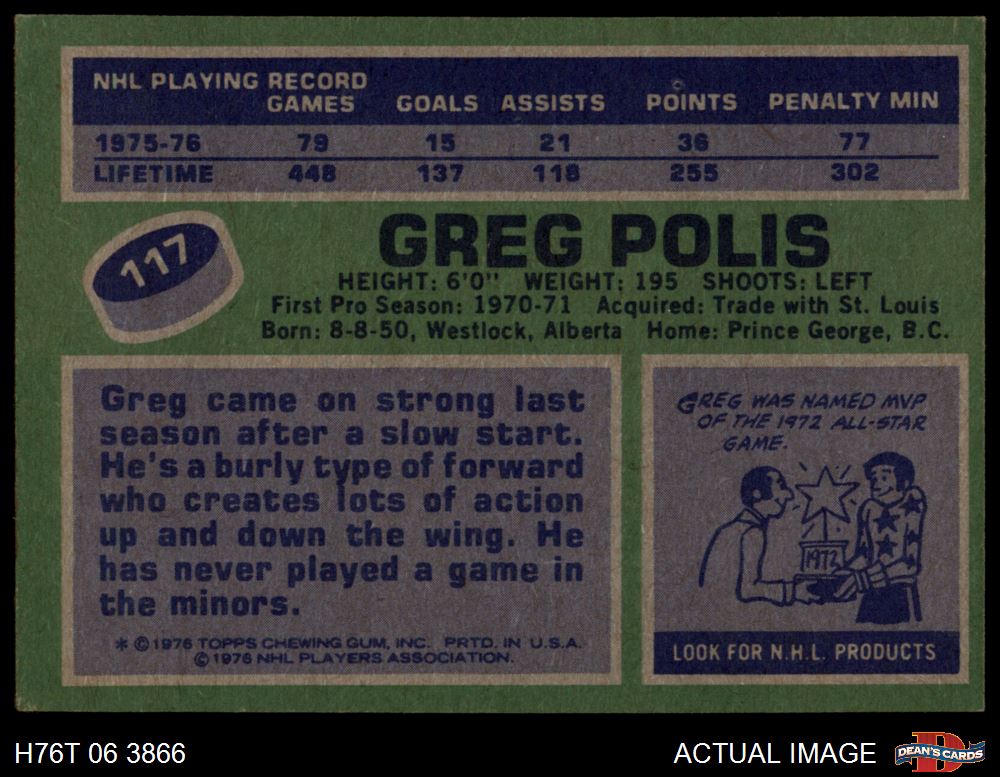 NHL PLAYING RECORD
GAMES GOALS ASSISTS POINTS PENALTY MIN
1975-76 79 15 21 36 77
LIFETIME 448 137 118 255 302
117
GREG POLIS
HEIGHT: 6'0" WEIGHT: 195 SHOOTS: LEFT
First Pro Season: 1970-71 Acquired: Trade with St. Louis
Born: 8-8-50, Westlock, Alberta Home: Prince George, B.C.
Greg came on strong last
season after a slow start.
He's a burly type of forward
who creates lots of action
up and down the wing. He
has never played a game in
the minors.
* ©1976 TOPPS CHEWING GUM, INC. PRTD. IN U.S.A.
©1976 NHL PLAYERS ASSOCIATION.
GREG WAS NAMED MVP
OF THE 1972 ALL-STAR
GAME.
1972
LOOK FOR N.H.L. PRODUCTS
H76T 06 3866
ACTUAL IMAGE
D
DEAN'S CARDS